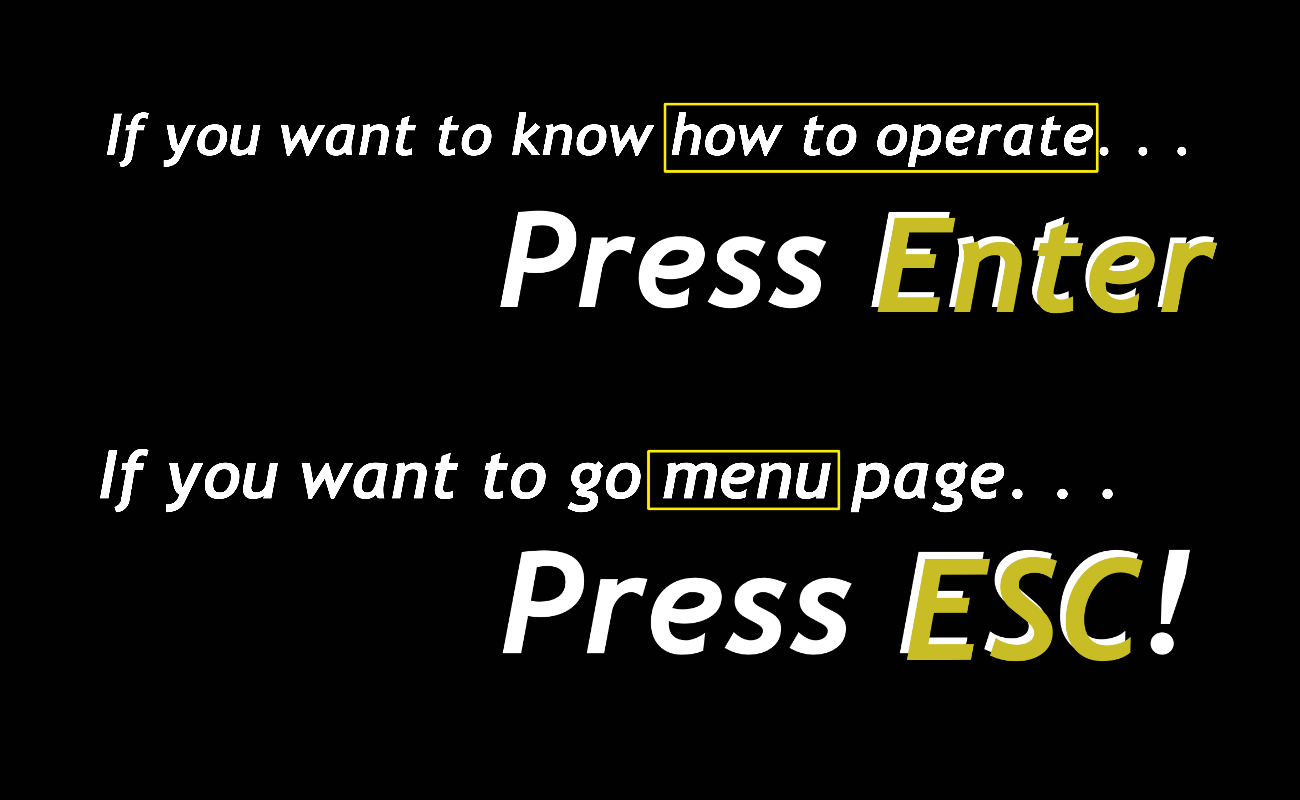 If you want to know how to operate. . .
Press Enter
If you want to go menu page. . .
Press ESC!